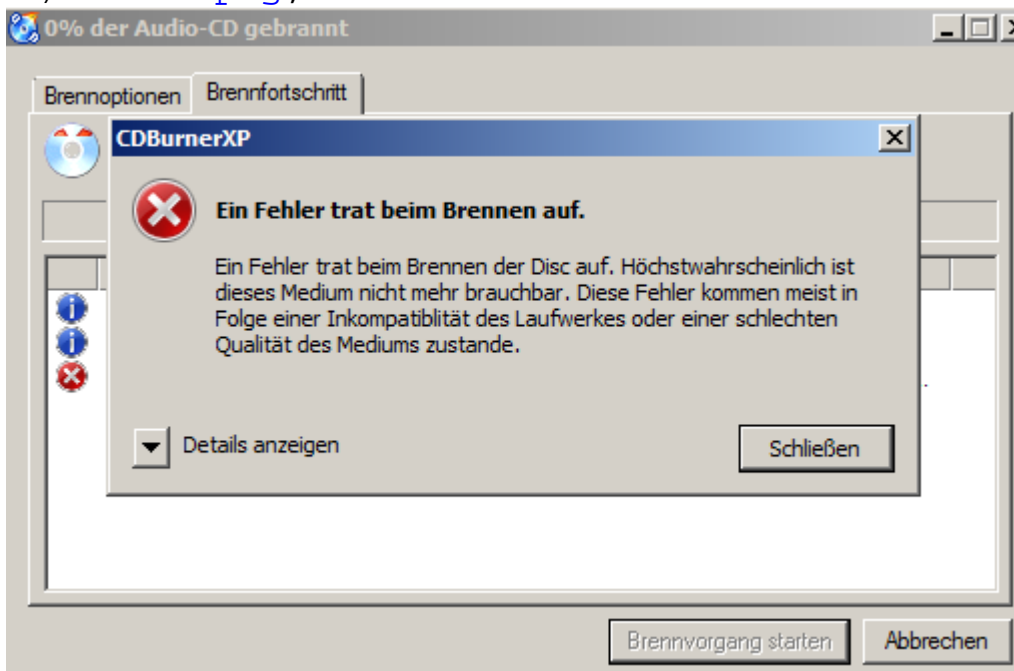 0% der Audio-CD gebrannt
Brennoptionen Brennfortschritt
CDBurnerXP
Ein Fehler trat beim Brennen auf.
Ein Fehler trat beim Brennen der Disc auf. Höchstwahrscheinlich ist
dieses Medium nicht mehr brauchbar. Diese Fehler kommen meist in
Folge einer Inkompatiblität des Laufwerkes oder einer schlechten
Qualität des Mediums zustande.
Details anzeigen
Schließen
Brennvorgang starten
Abbrechen